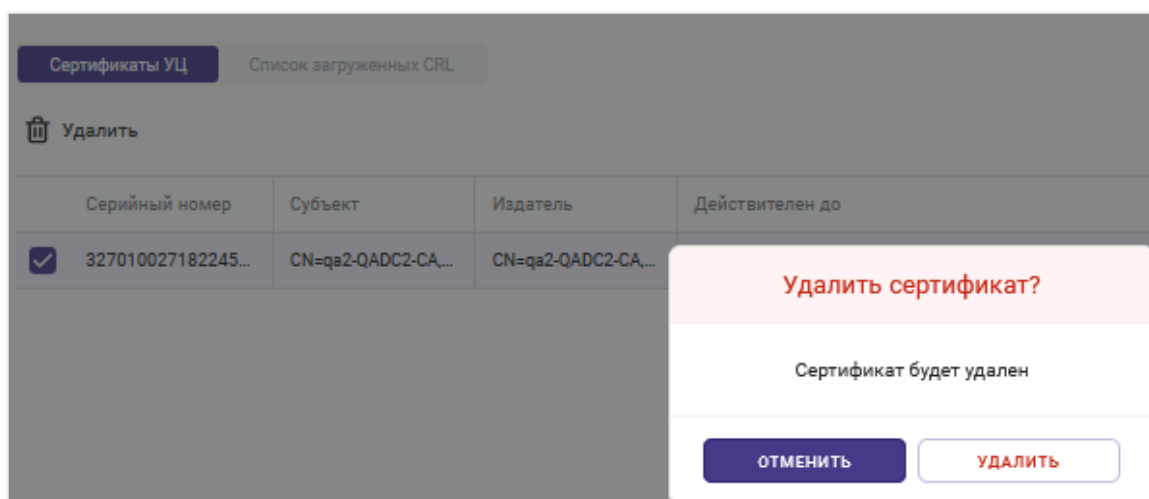 Сертификаты УЦ Список загруженных CRL
Удалить
Серийный номер Субъект Издатель Действителен до
327010027182245... CN=qa2-QADC2-CA,... CN=qa2-QADC2-CA,...
Удалить сертификат?
Сертификат будет удален
ОТМЕНИТЬ УДАЛИТЬ